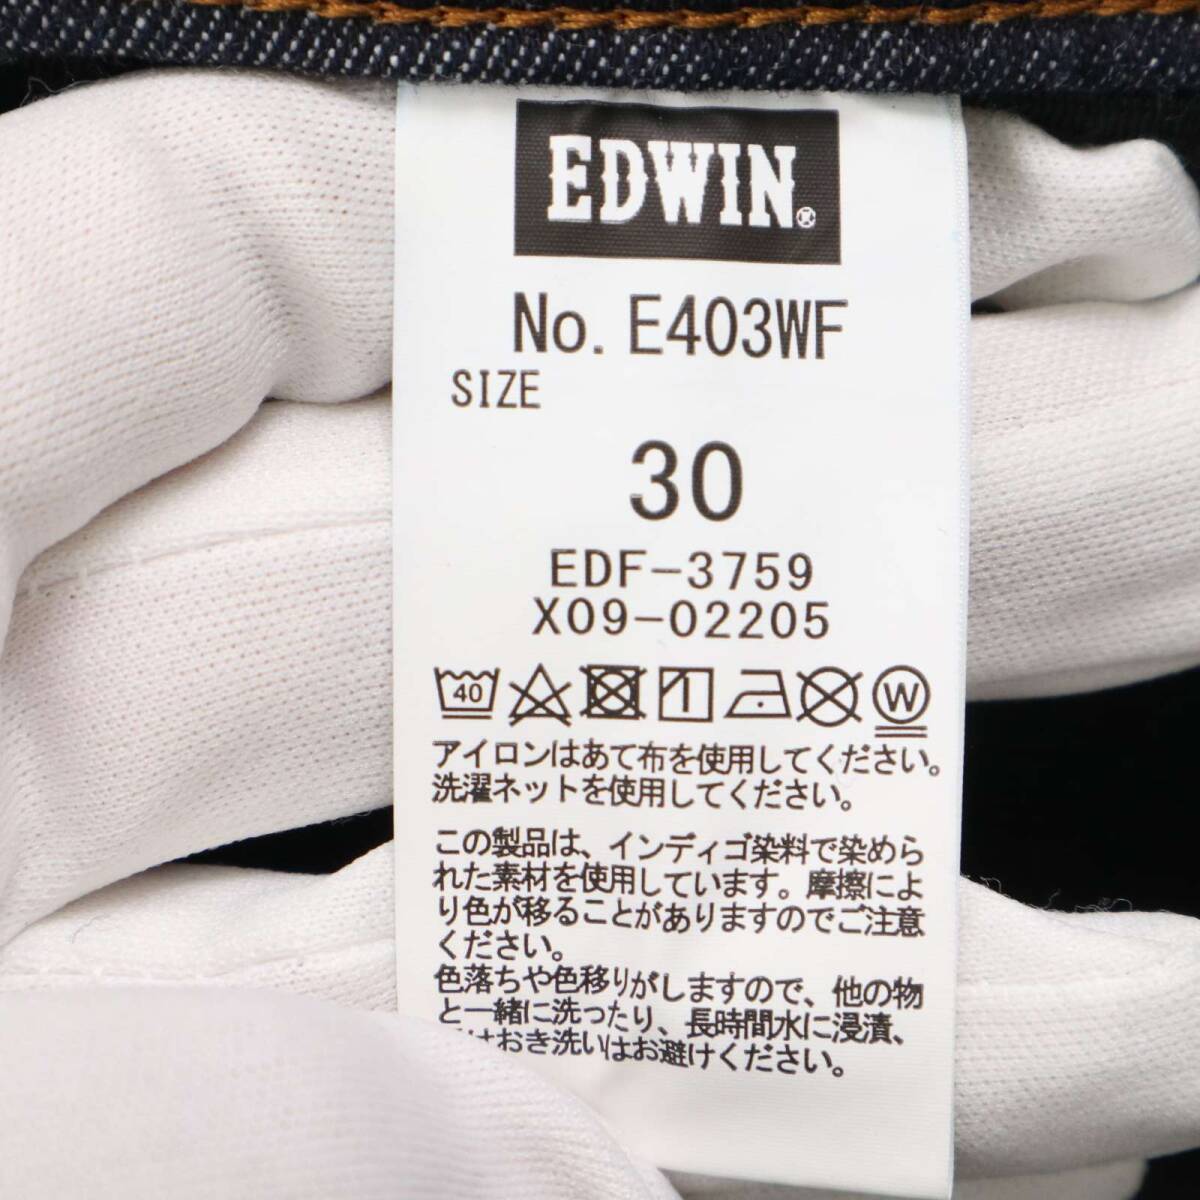 EDWIN®
No. E403WF
SIZE
30
EDF-3759
X09-02205
40 W
アイロンはあて布を使用してください。
洗濯ネットを使用してください。
この製品は、インディゴ染料で染めら
れた素材を使用しています。摩擦によ
り色が移ることがありますのでご注意
ください。
色落ちや色移りがしますので、他の物
と一緒に洗ったり、長時間水に浸漬、
はおき洗いはお避けください。